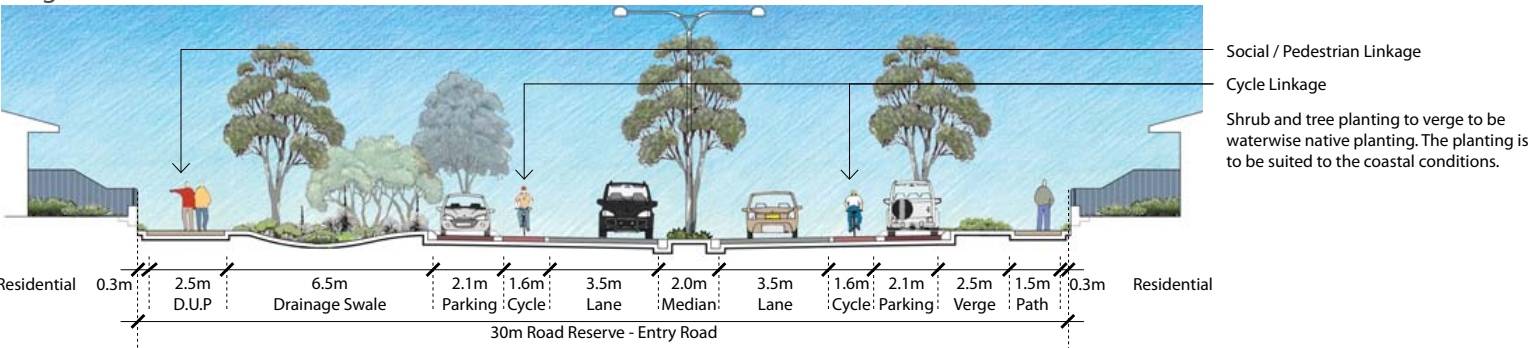 Social / Pedestrian Linkage
Cycle Linkage
Shrub and tree planting to verge to be
waterwise native planting. The planting is
to be suited to the coastal conditions.
Residential 0.3m 2.5m 6.5m 2.1m 1.6m 3.5m 2.0m 3.5m 1.6m 2.1m 2.5m 1.5m 0.3m Residential
D.U.P Drainage Swale Parking Cycle Lane Median Lane Cycle Parking Verge Path
30m Road Reserve - Entry Road